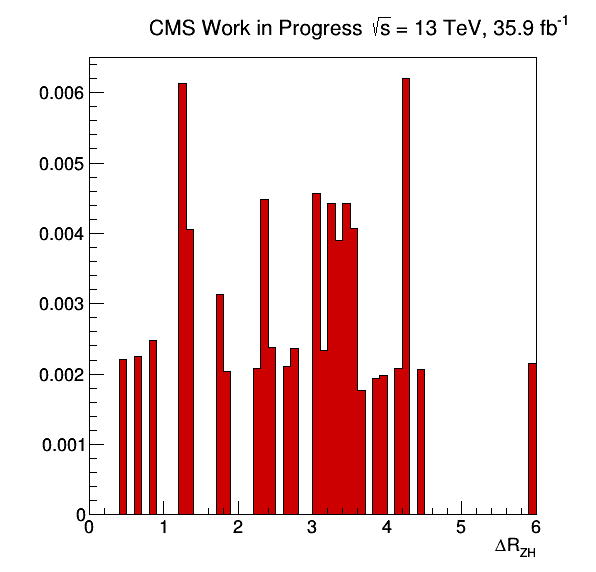 CMS Work in Progress √s = 13 TeV, 35.9 fb⁻¹
0.006
0.005
0.004
0.003
0.002
0.001
0
0 1 2 3 4 5 6
ΔR_ZH